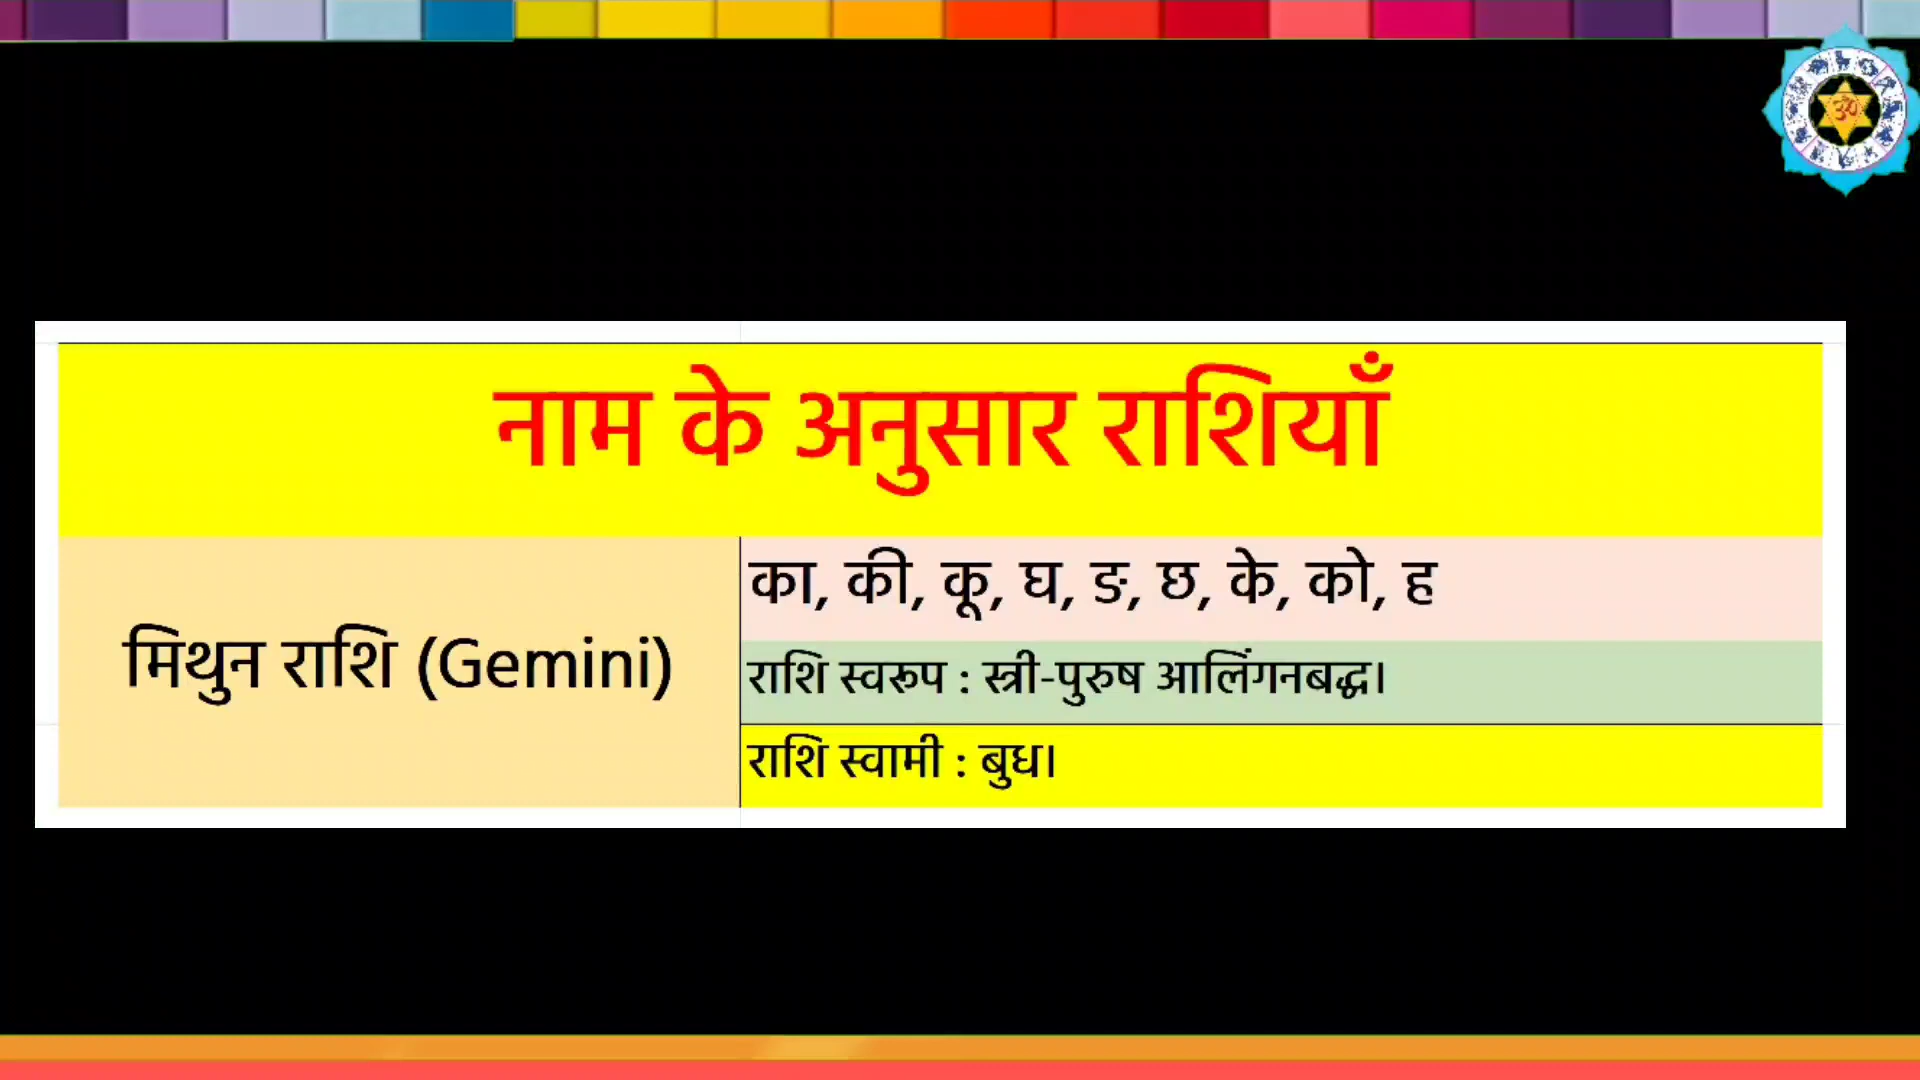 नाम के अनुसार राशियाँ
मिथुन राशि (Gemini)
का, की, कू, घ, ङ, छ, के, को, ह
राशि स्वरूप : स्त्री-पुरुष आलिंगनबद्ध।
राशि स्वामी : बुध।
ॐ